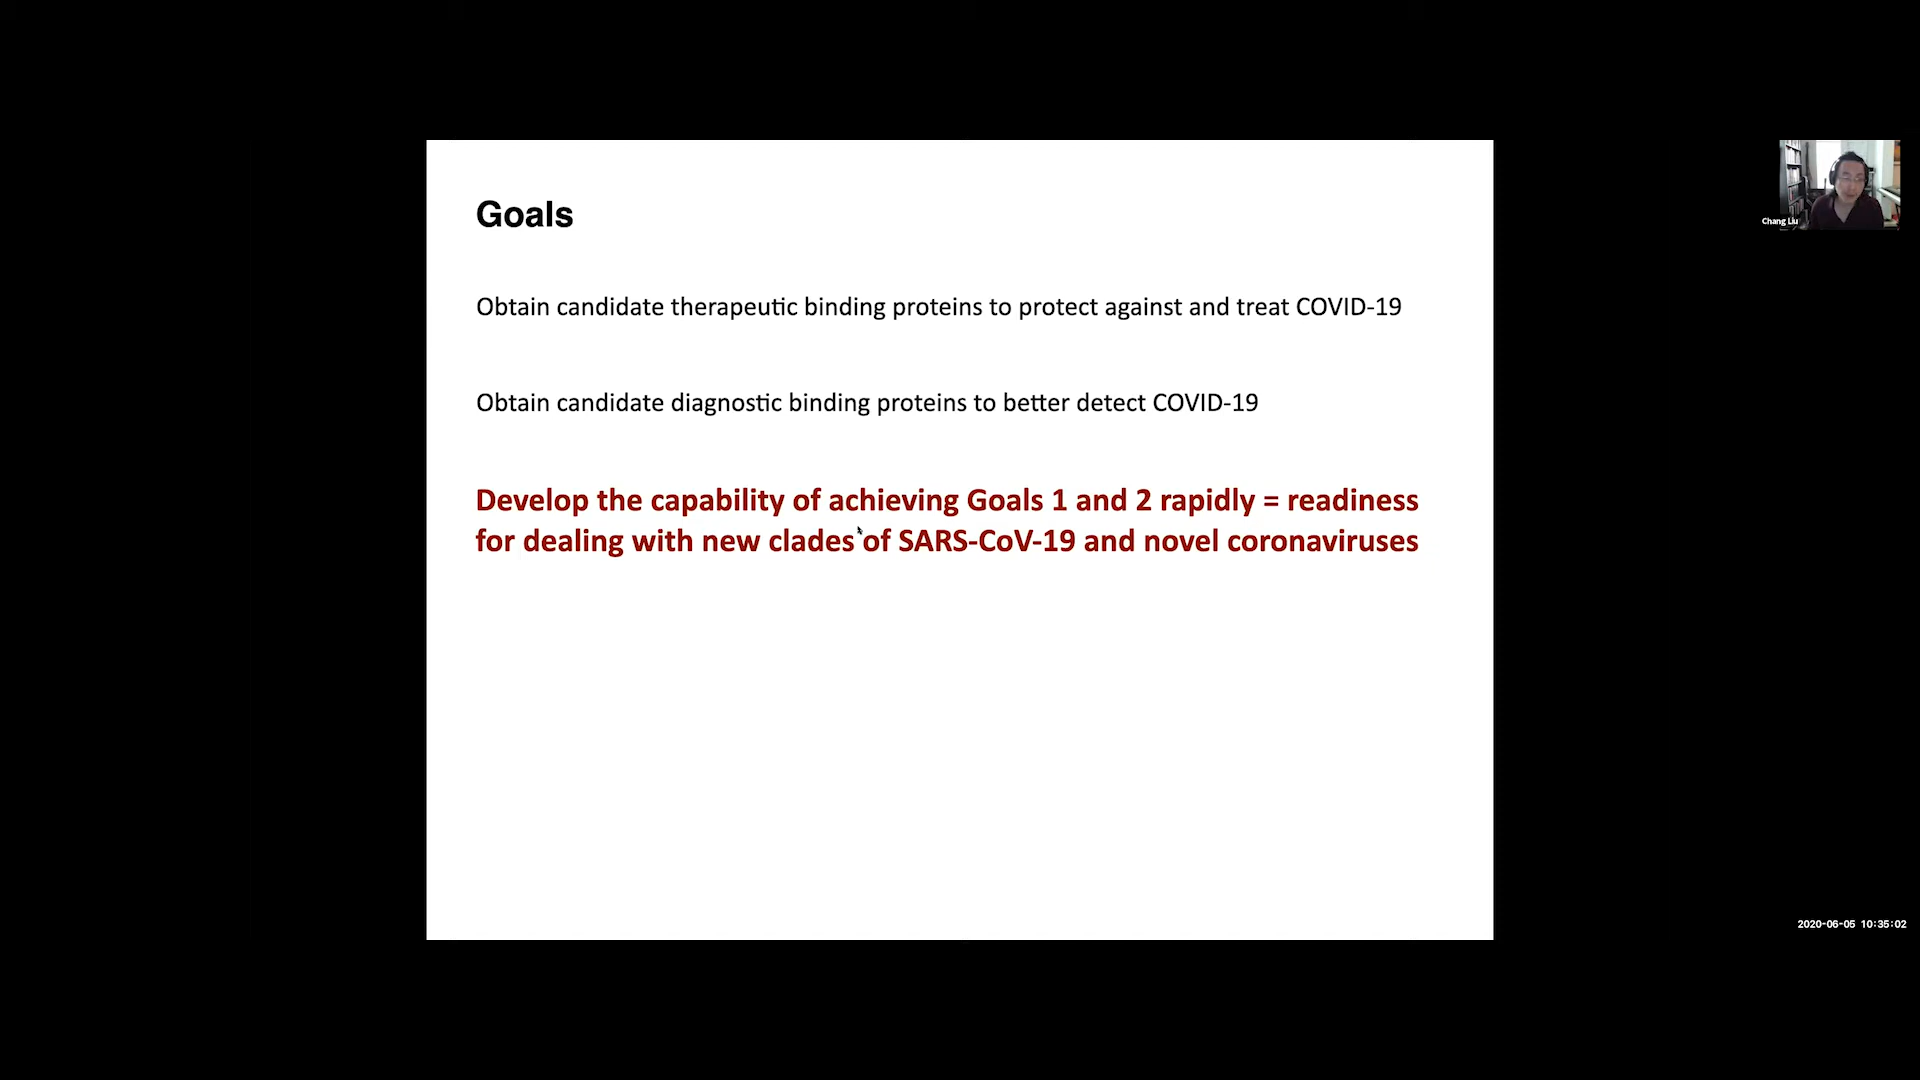 Goals
Obtain candidate therapeutic binding proteins to protect against and treat COVID-19
Obtain candidate diagnostic binding proteins to better detect COVID-19
Develop the capability of achieving Goals 1 and 2 rapidly = readiness
for dealing with new clades of SARS-CoV-19 and novel coronaviruses
Chang Liu
2020-06-05 10:35:02